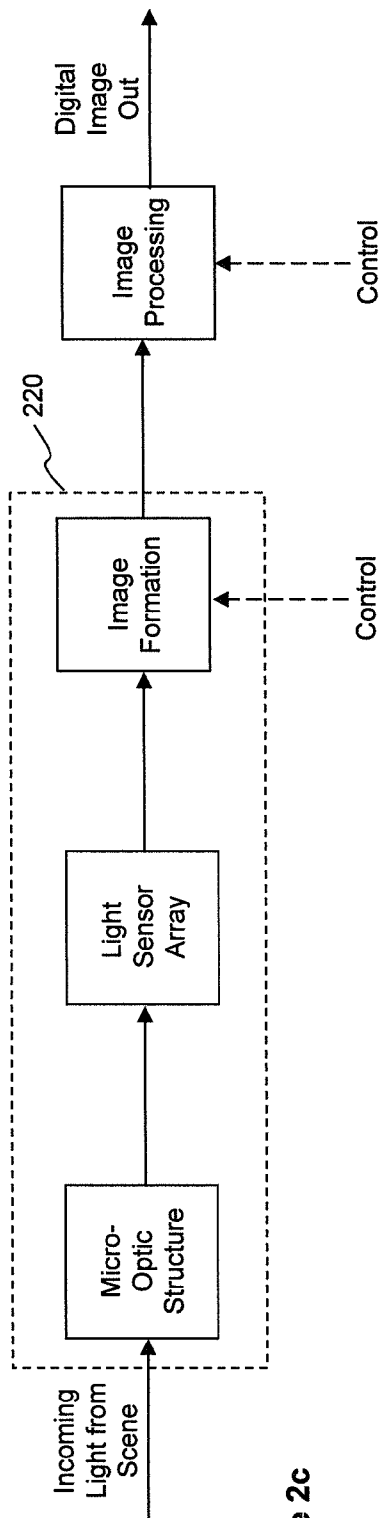 Incoming
Light from
Scene
Micro-
Optic
Structure
Light
Sensor
Array
Image
Formation
Control
220
Image
Processing
Control
Digital
Image
Out
2c